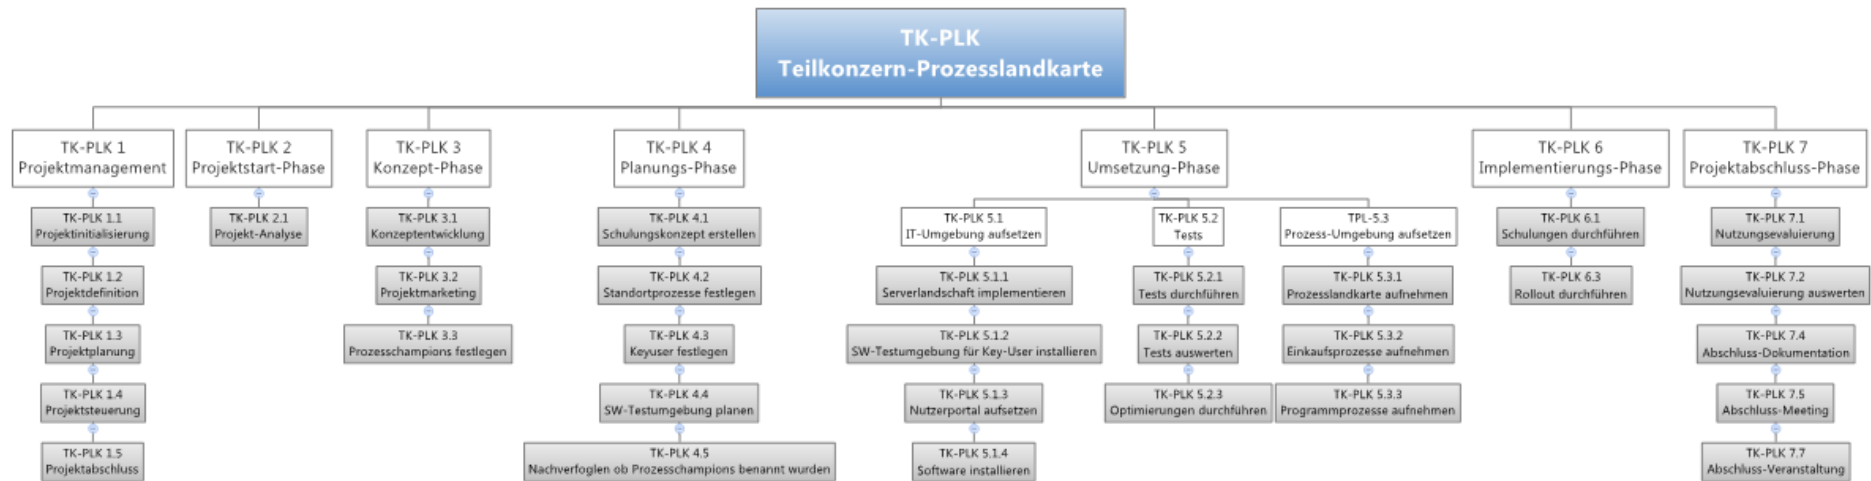 TK-PLK
Teilkonzern-Prozesslandkarte
TK-PLK 1
Projektmanagement
TK-PLK 1.1
Projektinitialisierung
TK-PLK 1.2
Projektdefinition
TK-PLK 1.3
Projektplanung
TK-PLK 1.4
Projektsteuerung
TK-PLK 1.5
Projektabschluss
TK-PLK 2
Projektstart-Phase
TK-PLK 2.1
Projekt-Analyse
TK-PLK 3
Konzept-Phase
TK-PLK 3.1
Konzeptentwicklung
TK-PLK 3.2
Projektmarketing
TK-PLK 3.3
Prozesschampions festlegen
TK-PLK 4
Planungs-Phase
TK-PLK 4.1
Schulungskonzept erstellen
TK-PLK 4.2
Standortprozesse festlegen
TK-PLK 4.3
Keyuser festlegen
TK-PLK 4.4
SW-Testumgebung planen
TK-PLK 4.5
Nachverfoglen ob Prozesschampions benannt wurden
TK-PLK 5
Umsetzung-Phase
TK-PLK 5.1
IT-Umgebung aufsetzen
TK-PLK 5.1.1
Serverlandschaft implementieren
TK-PLK 5.1.2
SW-Testumgebung für Key-User installieren
TK-PLK 5.1.3
Nutzerportal aufsetzen
TK-PLK 5.1.4
Software installieren
TK-PLK 5.2
Tests
TK-PLK 5.2.1
Tests durchführen
TK-PLK 5.2.2
Tests auswerten
TK-PLK 5.2.3
Optimierungen durchführen
TPL-5.3
Prozess-Umgebung aufsetzen
TK-PLK 5.3.1
Prozesslandkarte aufnehmen
TK-PLK 5.3.2
Einkaufsprozesse aufnehmen
TK-PLK 5.3.3
Programmprozesse aufnehmen
TK-PLK 6
Implementierungs-Phase
TK-PLK 6.1
Schulungen durchführen
TK-PLK 6.3
Rollout durchführen
TK-PLK 7
Projektabschluss-Phase
TK-PLK 7.1
Nutzungsevaluierung
TK-PLK 7.2
Nutzungsevaluierung auswerten
TK-PLK 7.4
Abschluss-Dokumentation
TK-PLK 7.5
Abschluss-Meeting
TK-PLK 7.7
Abschluss-Veranstaltung